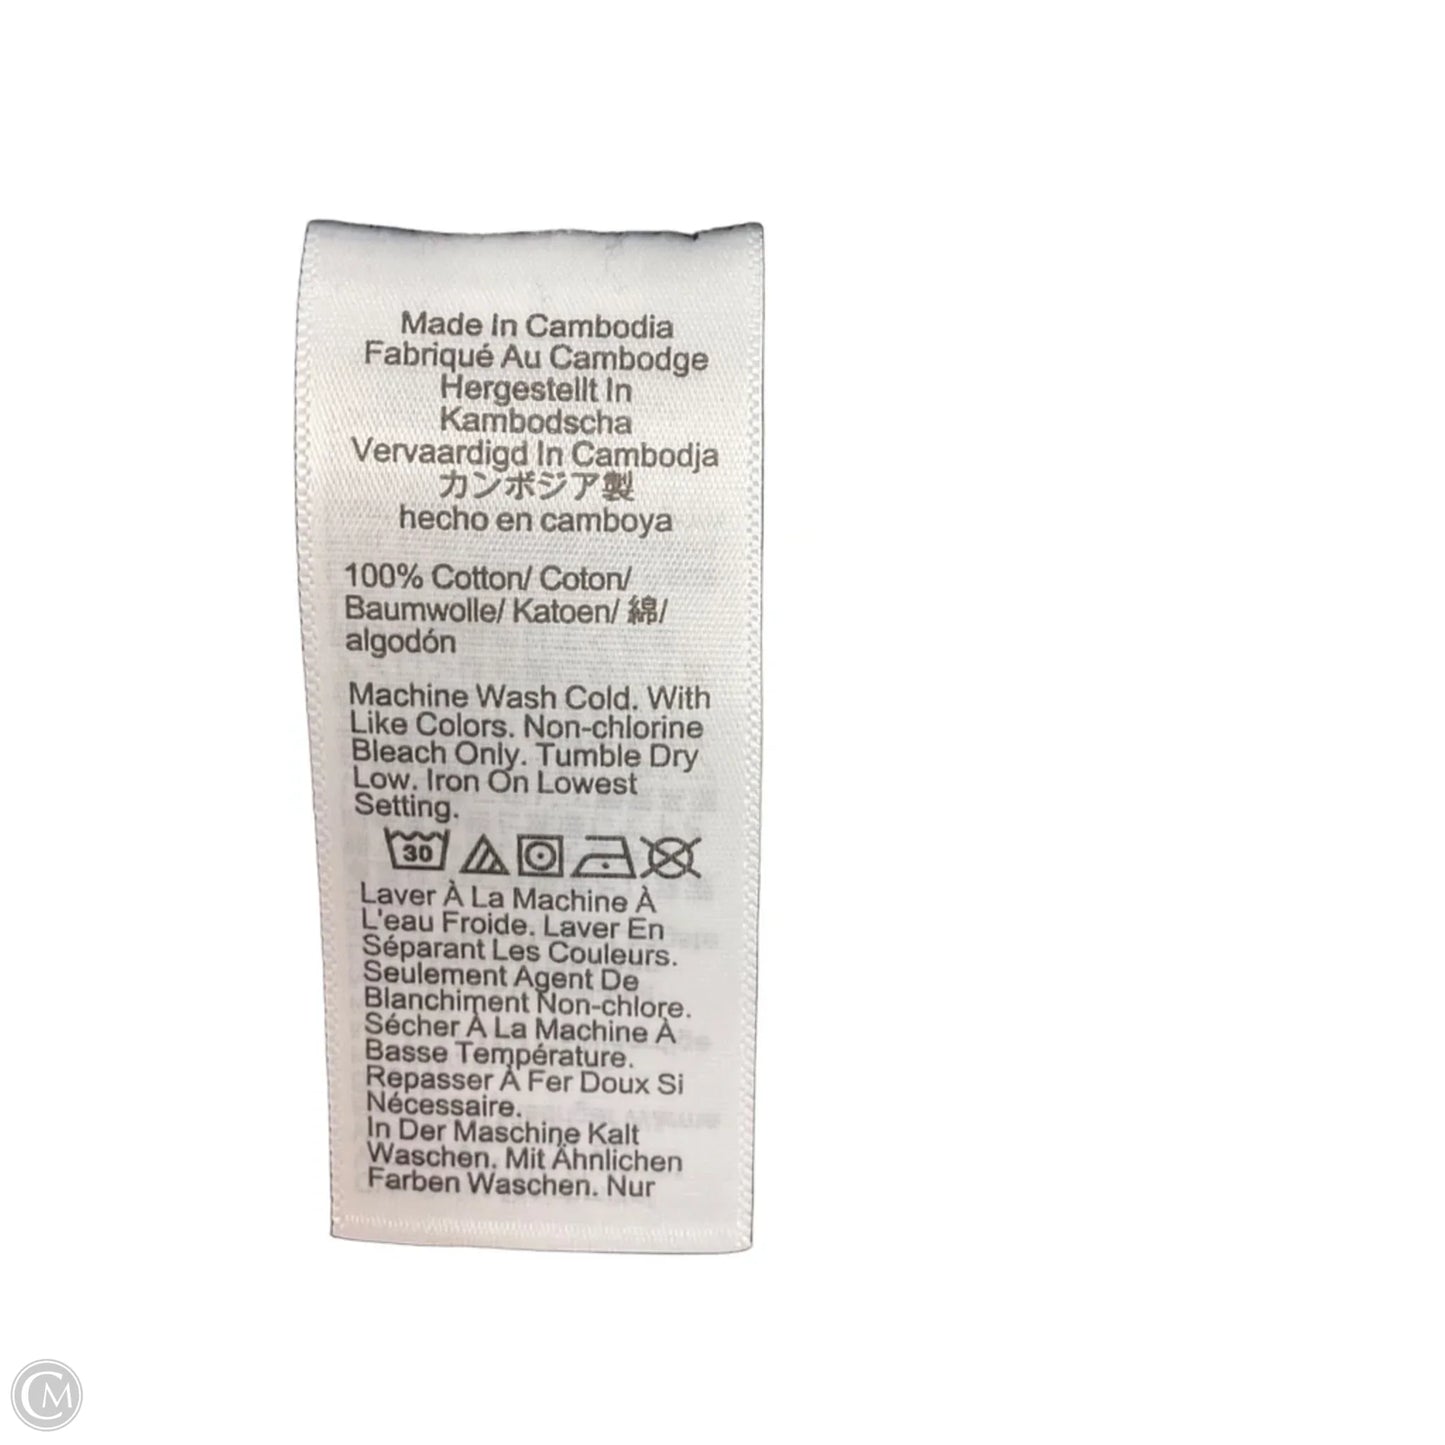 Made In Cambodia
Fabriqué Au Cambodge
Hergestellt In
Kambodscha
Vervaardigd In Cambodja
カンボジア製
hecho en camboya
100% Cotton/ Coton/
Baumwolle/ Katoen/ 綿/
algodón
Machine Wash Cold. With
Like Colors. Non-chlorine
Bleach Only. Tumble Dry
Low. Iron On Lowest
Setting.
30
Laver À La Machine À
L'eau Froide. Laver En
Séparant Les Couleurs.
Seulement Agent De
Blanchiment Non-chlore.
Sécher À La Machine À
Basse Température.
Repasser À Fer Doux Si
Nécessaire.
In Der Maschine Kalt
Waschen. Mit Ähnlichen
Farben Waschen. Nur
CM